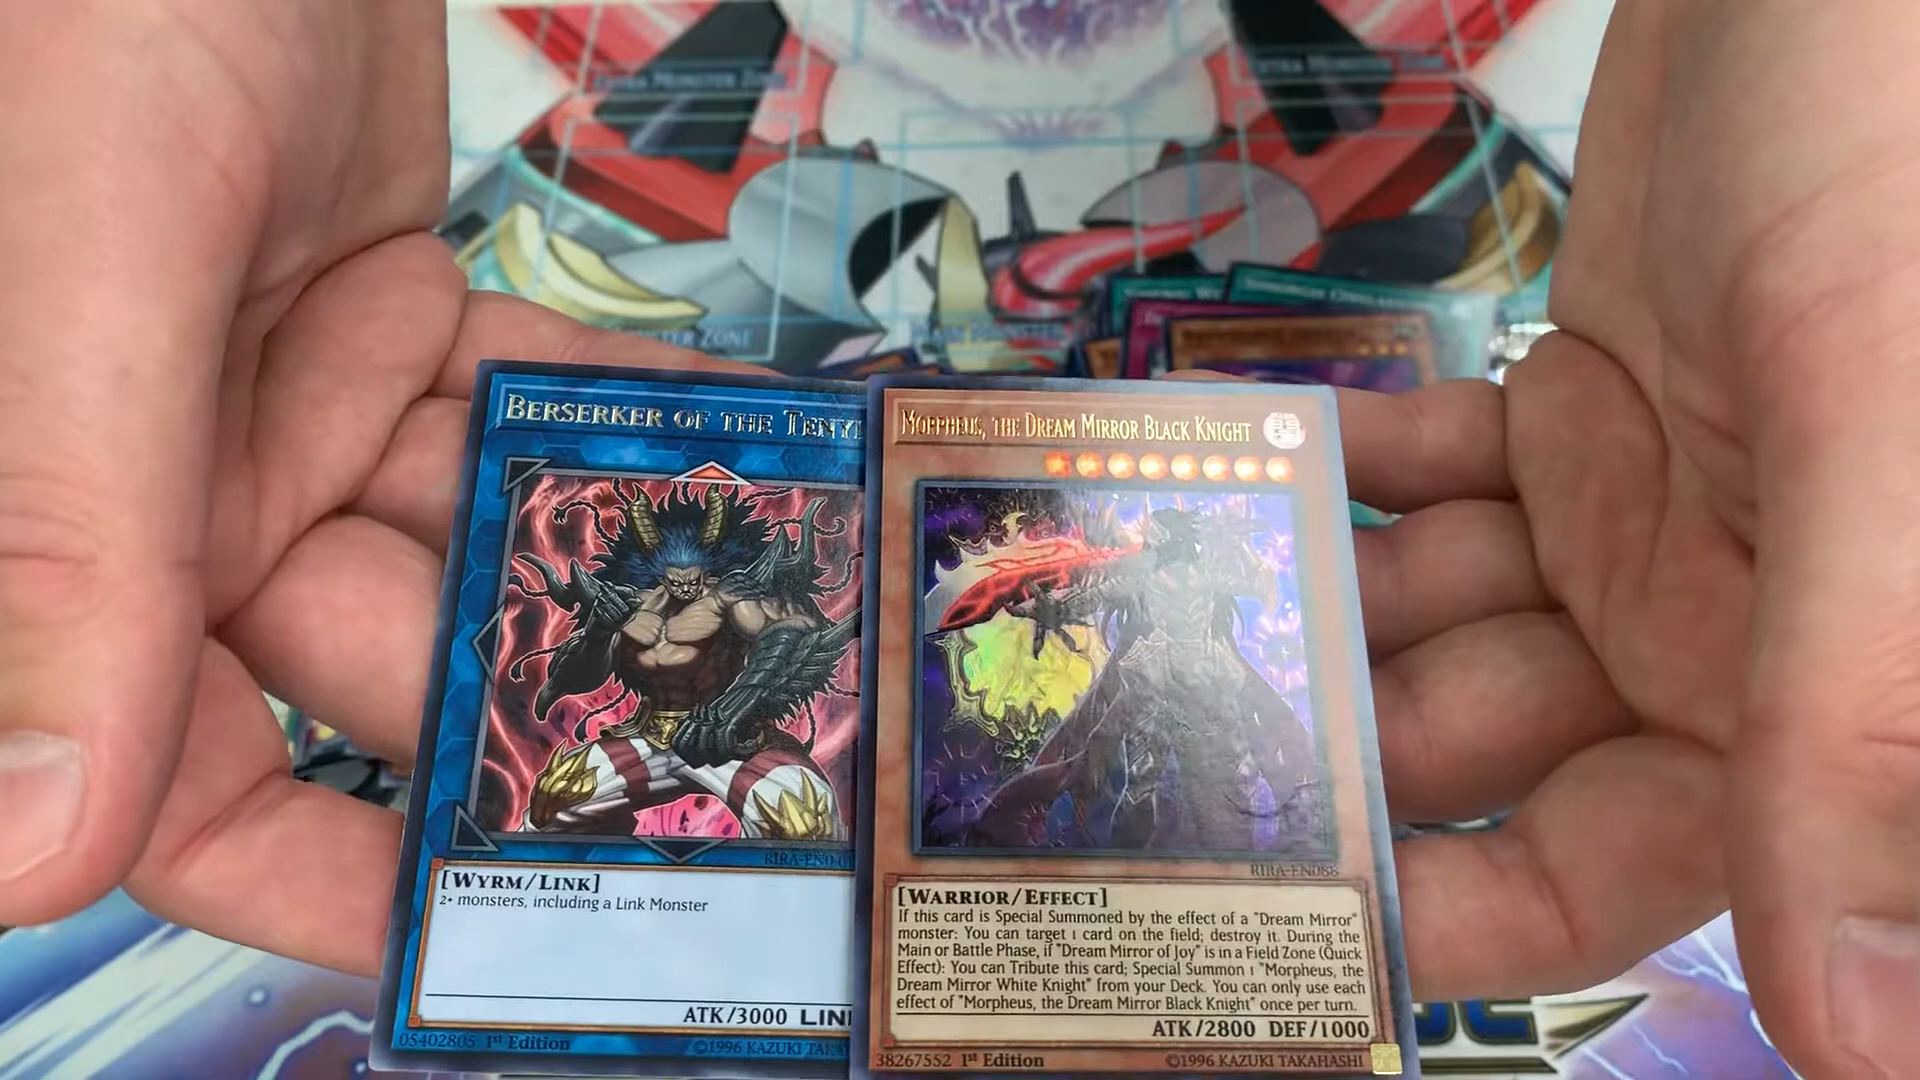 EXTRA MONSTER ZONE
EXTRA MONSTER ZONE
MONSTER ZONE
MAIN MONSTER
BERSERKER OF THE TENYI
RIRA-EN0
[WYRM/LINK]
2+ monsters, including a Link Monster
ATK/3000 LIN
05402805 1st Edition
©1996 KAZUKI TAKA
MORPHEUS, THE DREAM MIRROR BLACK KNIGHT
RIRA-EN088
[WARRIOR/EFFECT]
If this card is Special Summoned by the effect of a "Dream Mirror"
monster: You can target 1 card on the field; destroy it. During the
Main or Battle Phase, if "Dream Mirror of Joy" is in a Field Zone (Quick
Effect): You can Tribute this card; Special Summon 1 "Morpheus, the
Dream Mirror White Knight" from your Deck. You can only use each
effect of "Morpheus, the Dream Mirror Black Knight" once per turn.
ATK/2800 DEF/1000
38267552 1st Edition
©1996 KAZUKI TAKAHASHI